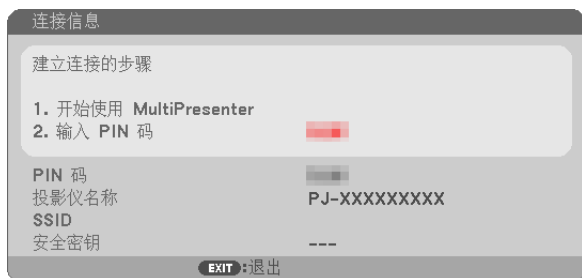 连接信息
建立连接的步骤
1. 开始使用 MultiPresenter
2. 输入 PIN 码
PIN 码
投影仪名称 PJ-XXXXXXXXX
SSID
安全密钥 ---
EXIT:退出